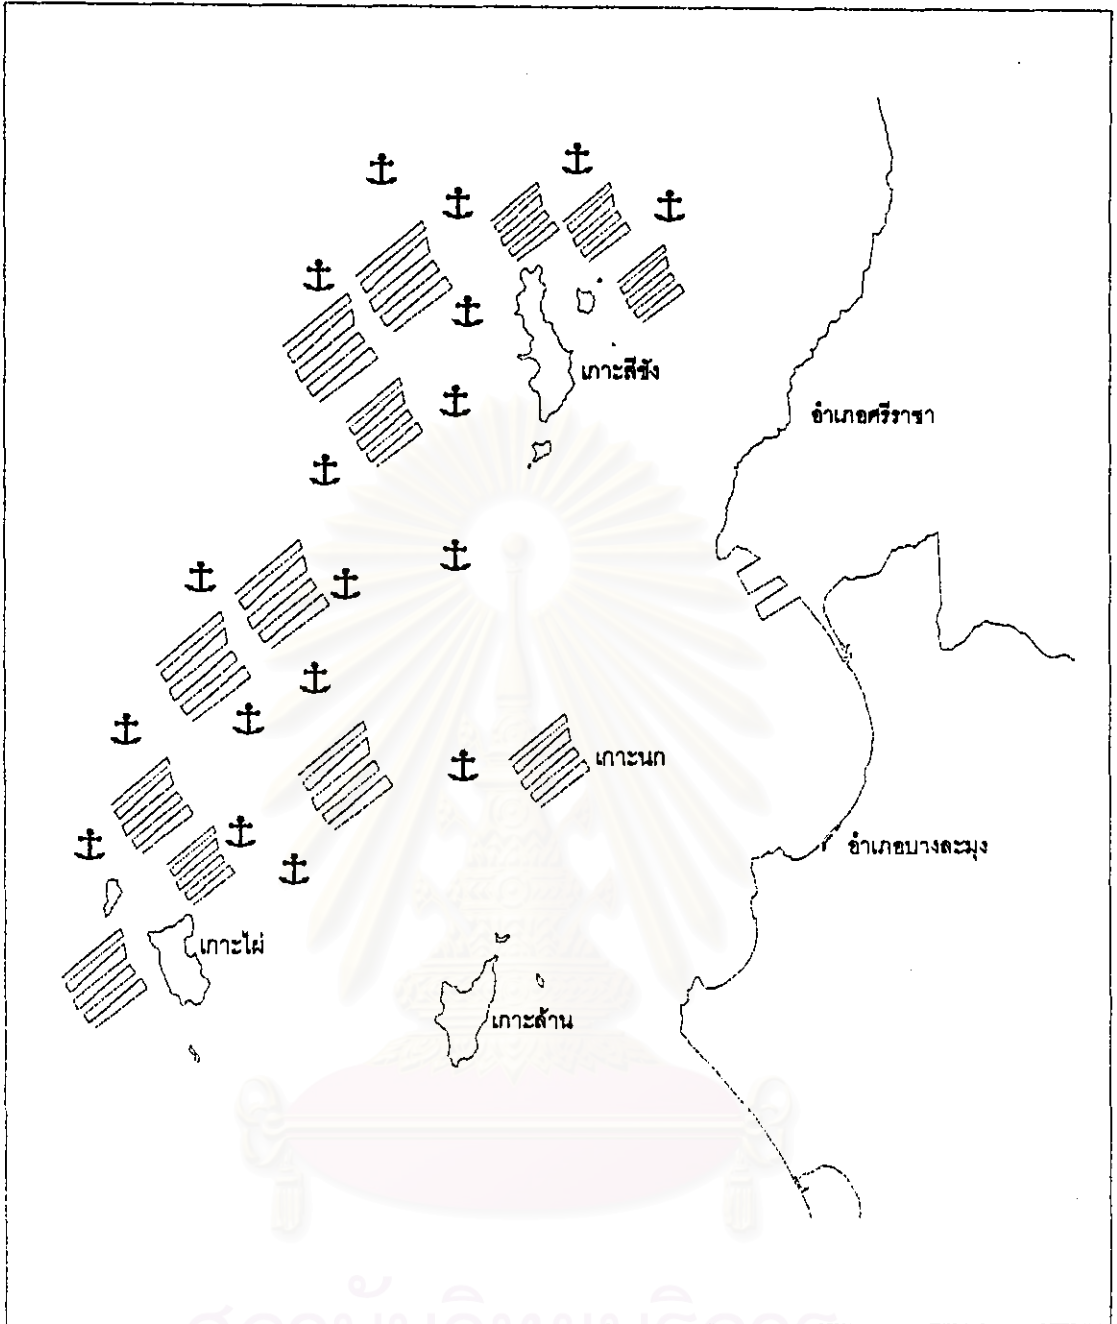 เกาะสีชัง
อำเภอศรีราชา
เกาะนก
อำเภอบางละมุง
เกาะไผ่
เกาะล้าน